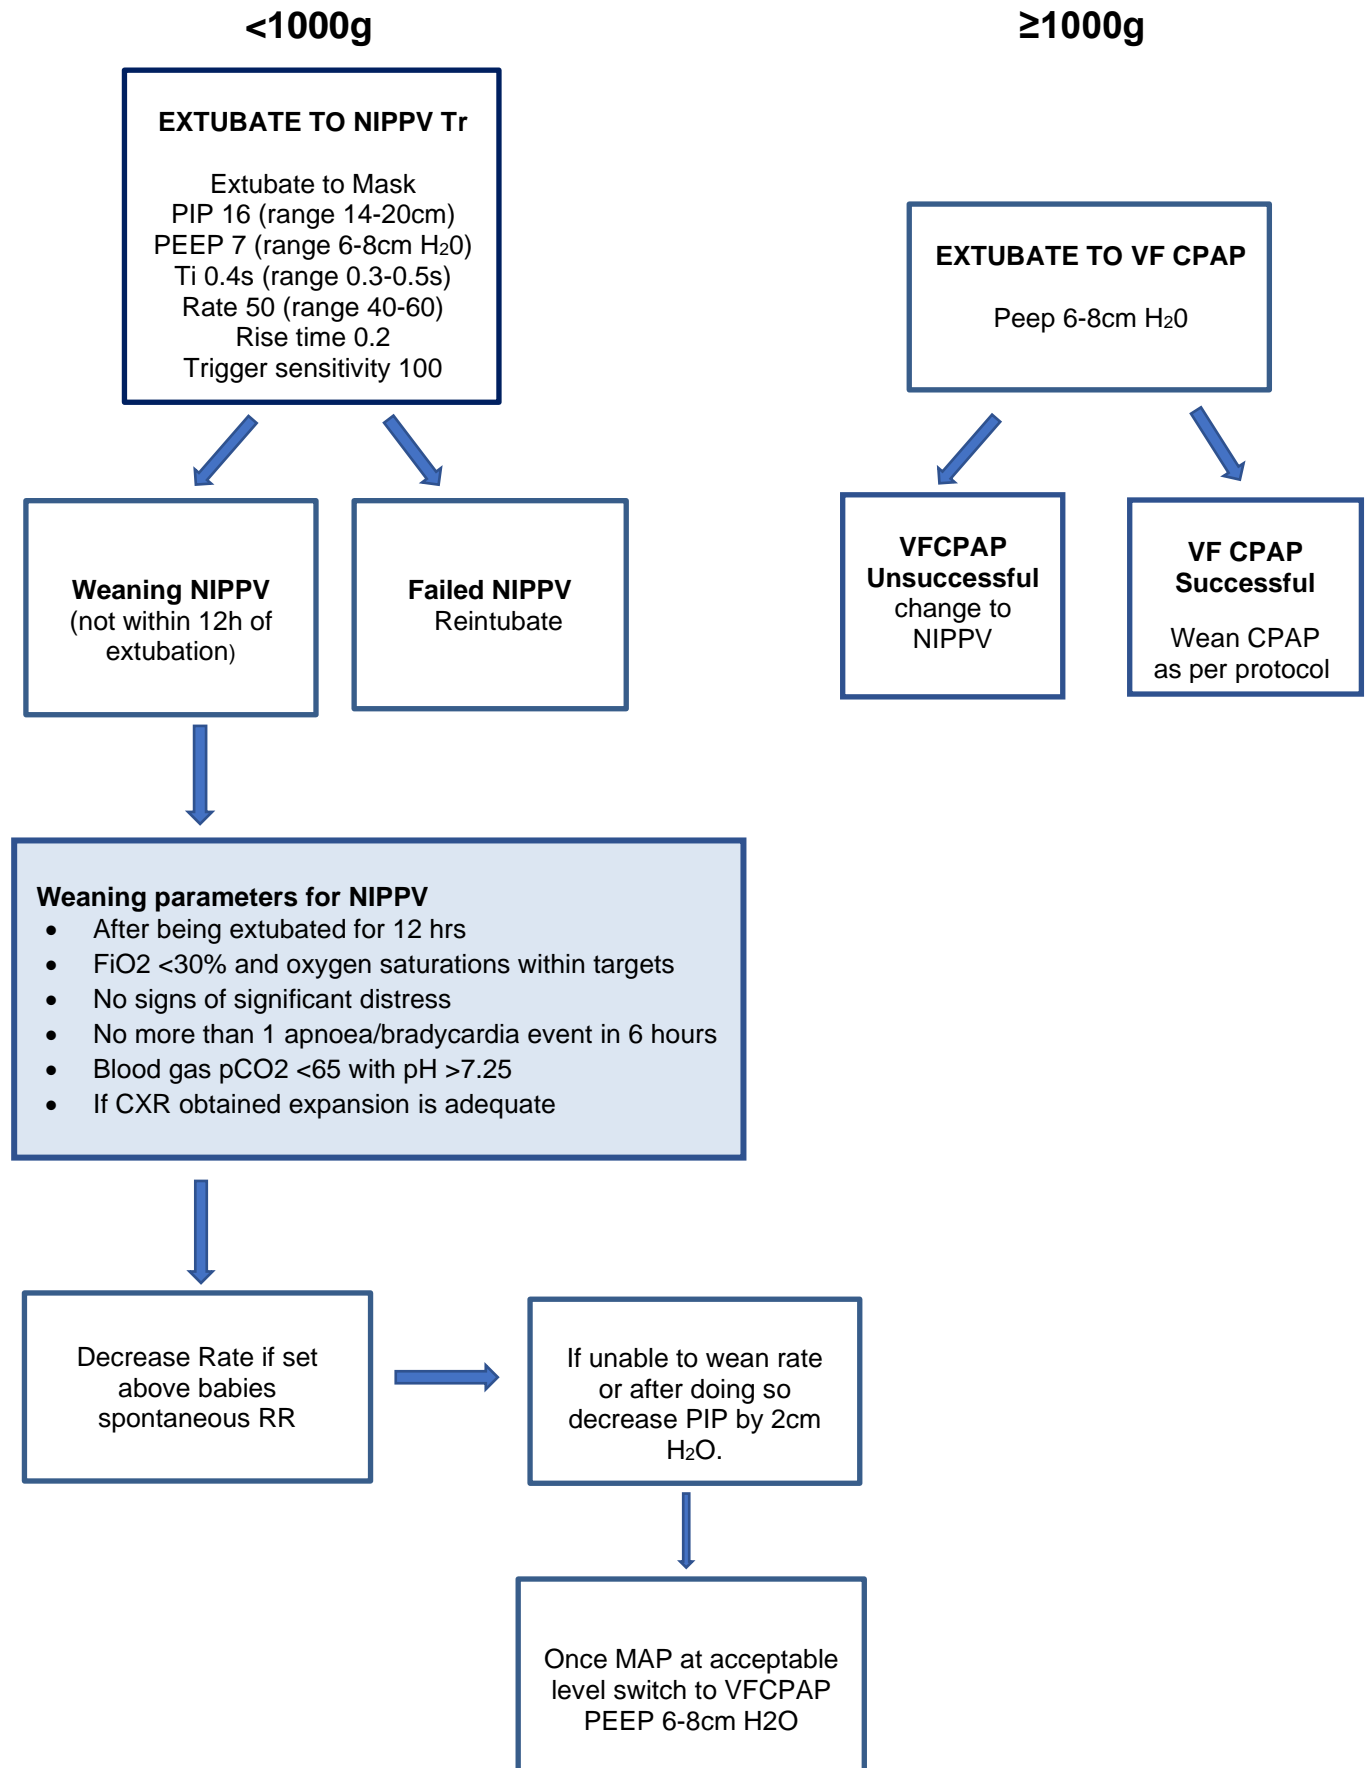 <1000g
≥1000g
EXTUBATE TO NIPPV Tr
Extubate to Mask
PIP 16 (range 14-20cm)
PEEP 7 (range 6-8cm H₂0)
Ti 0.4s (range 0.3-0.5s)
Rate 50 (range 40-60)
Rise time 0.2
Trigger sensitivity 100
EXTUBATE TO VF CPAP
Peep 6-8cm H₂0
Weaning NIPPV
(not within 12h of
extubation)
Failed NIPPV
Reintubate
VFCPAP
Unsuccessful
change to
NIPPV
VF CPAP
Successful
Wean CPAP
as per protocol
Weaning parameters for NIPPV
• After being extubated for 12 hrs
• FiO2 <30% and oxygen saturations within targets
• No signs of significant distress
• No more than 1 apnoea/bradycardia event in 6 hours
• Blood gas pCO2 <65 with pH >7.25
• If CXR obtained expansion is adequate
Decrease Rate if set
above babies
spontaneous RR
If unable to wean rate
or after doing so
decrease PIP by 2cm
H₂O.
Once MAP at acceptable
level switch to VFCPAP
PEEP 6-8cm H2O